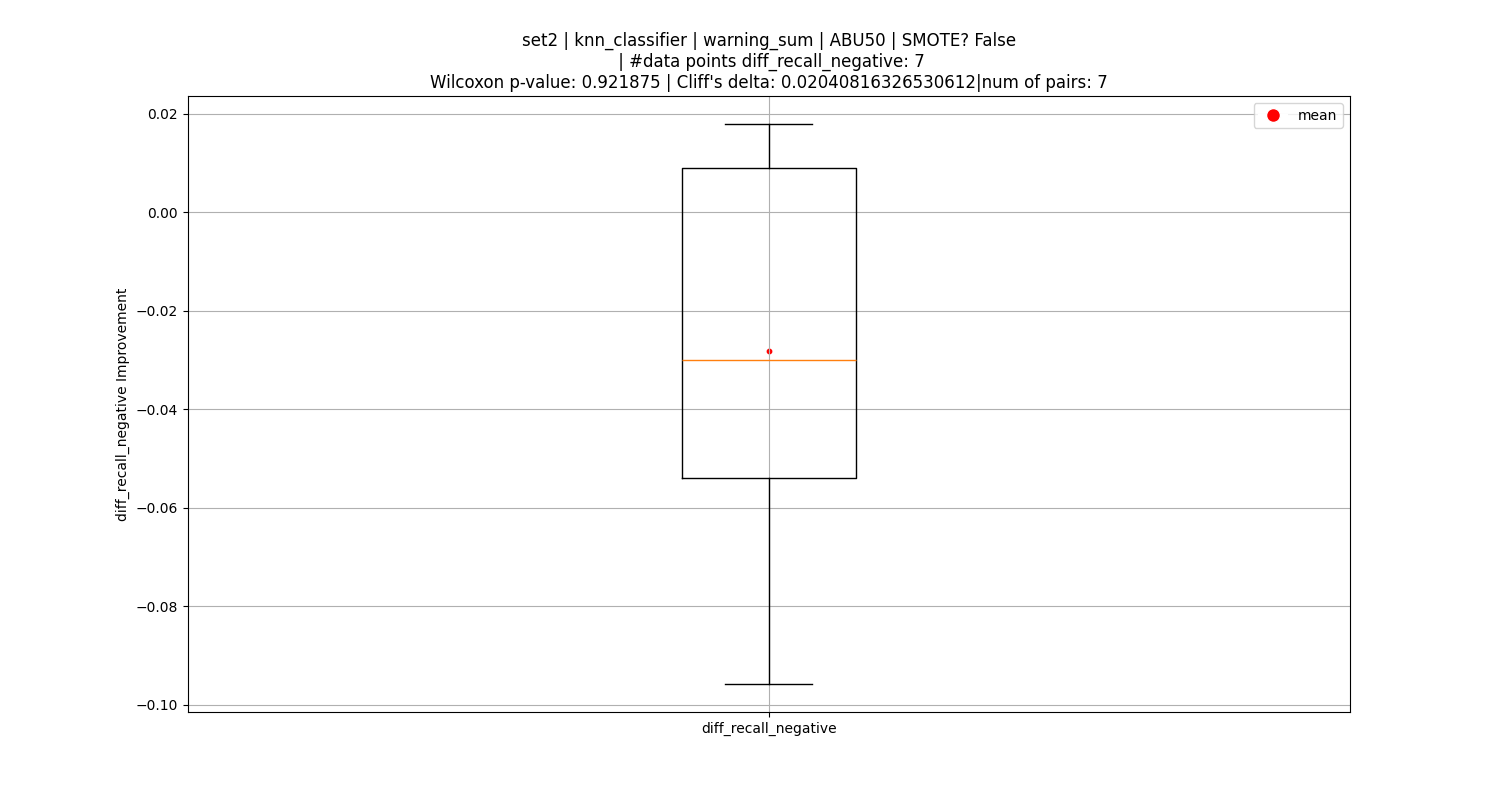 set2 | knn_classifier | warning_sum | ABU50 | SMOTE? False
| #data points diff_recall_negative: 7
Wilcoxon p-value: 0.921875 | Cliff's delta: 0.02040816326530612|num of pairs: 7
mean
0.02
0.00
−0.02
−0.04
−0.06
−0.08
−0.10
diff_recall_negative Improvement
diff_recall_negative